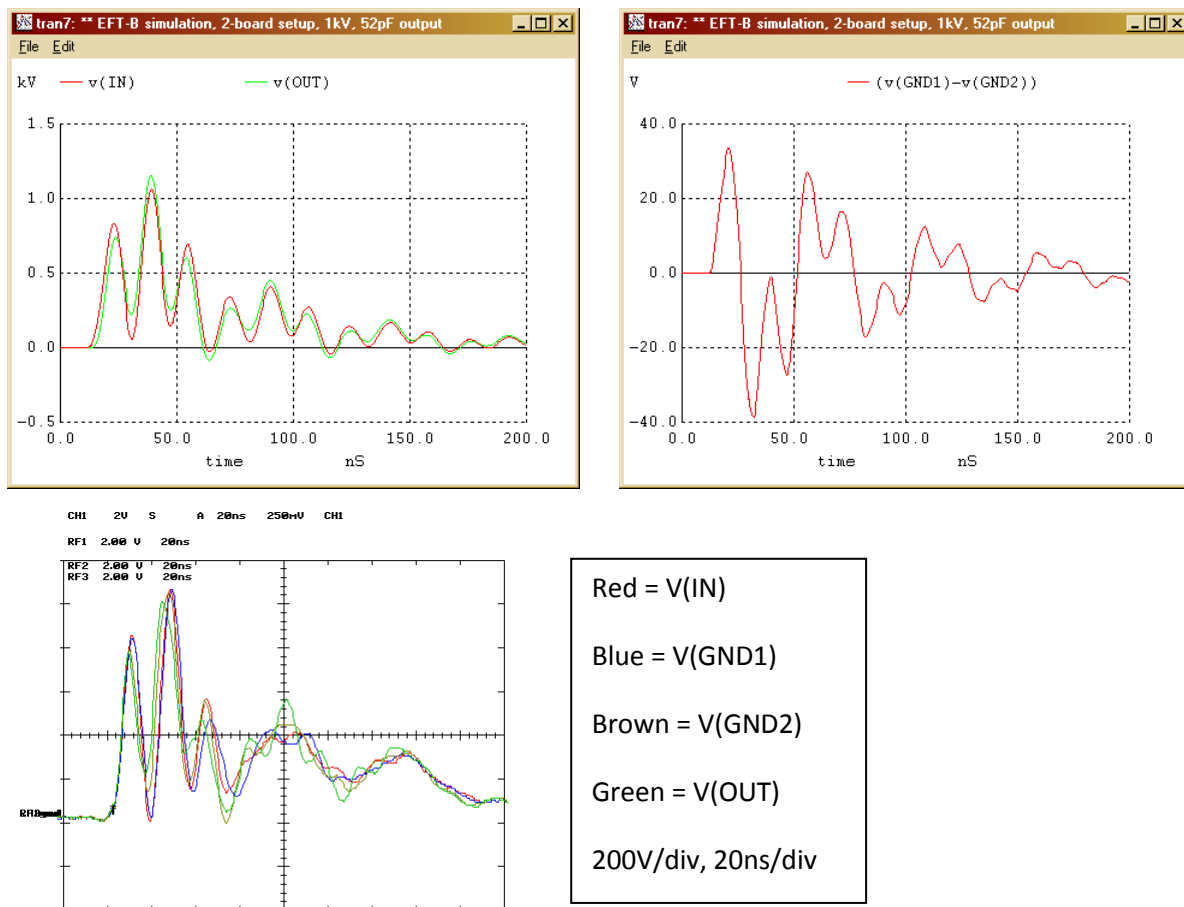 tran7: ** EFT-B simulation, 2-board setup, 1kV, 52pF output
File Edit
kV v(IN) v(OUT)
1.5
1.0
0.5
0.0
-0.5
0.0 50.0 100.0 150.0 200.0
time nS
tran7: ** EFT-B simulation, 2-board setup, 1kV, 52pF output
File Edit
V (v(GND1)-v(GND2))
40.0
20.0
0.0
-20.0
-40.0
0.0 50.0 100.0 150.0 200.0
time nS
CH1 2V S A 20ns 250mV CH1
RF1 2.00 V 20ns
RF2 2.00 V 20ns
RF3 2.00 V 20ns
Red = V(IN)
Blue = V(GND1)
Brown = V(GND2)
Green = V(OUT)
200V/div, 20ns/div